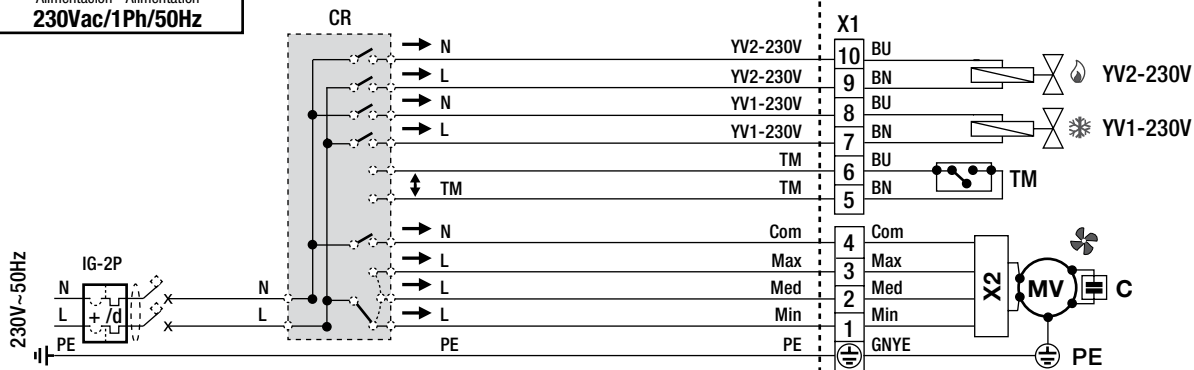 Alimentación - Alimentation
230Vac/1Ph/50Hz
CR
X1
N YV2-230V 10 BU
L YV2-230V 9 BN
YV2-230V
N YV1-230V 8 BU
L YV1-230V 7 BN
YV1-230V
TM 6 BU
TM TM 5 BN
TM
N Com 4 Com
L Max 3 Max
L Med 2 Med
L Min 1 Min
X2 MV C
230V~50Hz
IG-2P
N N
L + /d L
PE PE PE GNYE PE